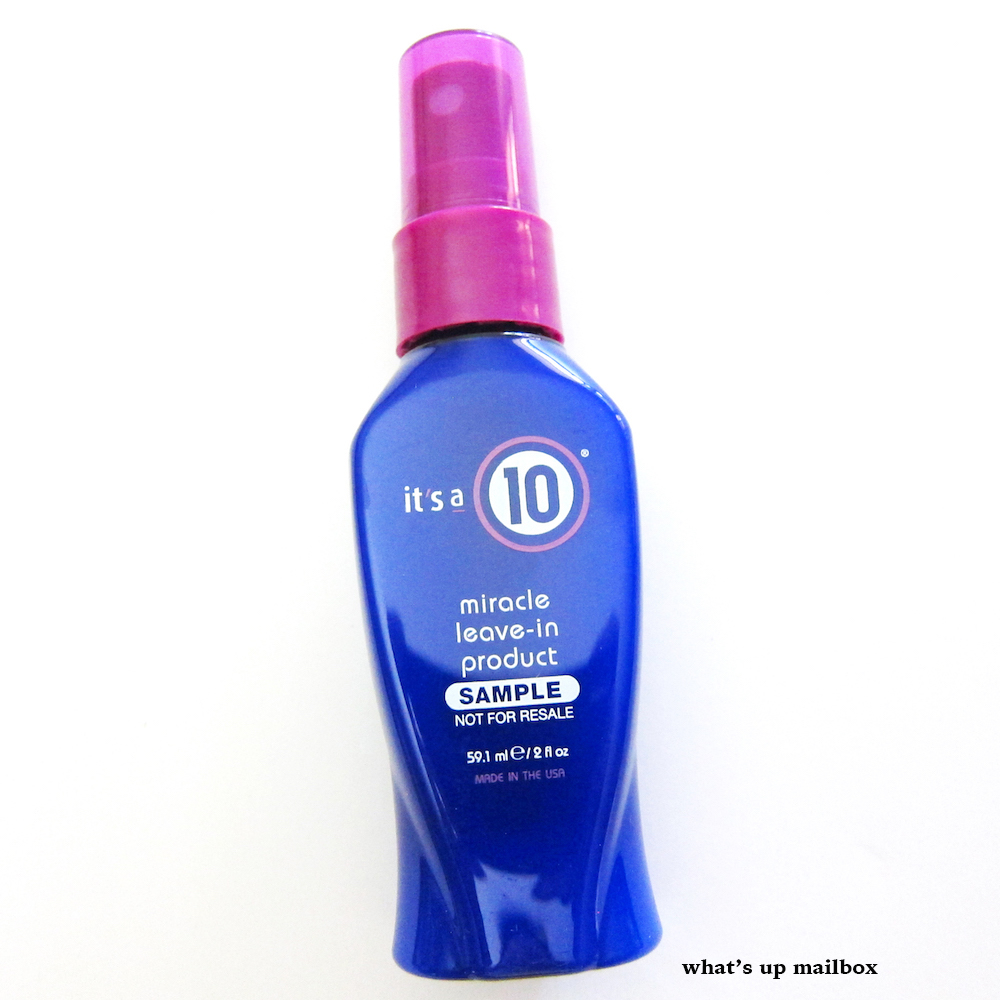 it's a 10®
miracle
leave-in
product
SAMPLE
NOT FOR RESALE
59.1 ml ℮/ 2 fl oz
MADE IN THE USA
what's up mailbox